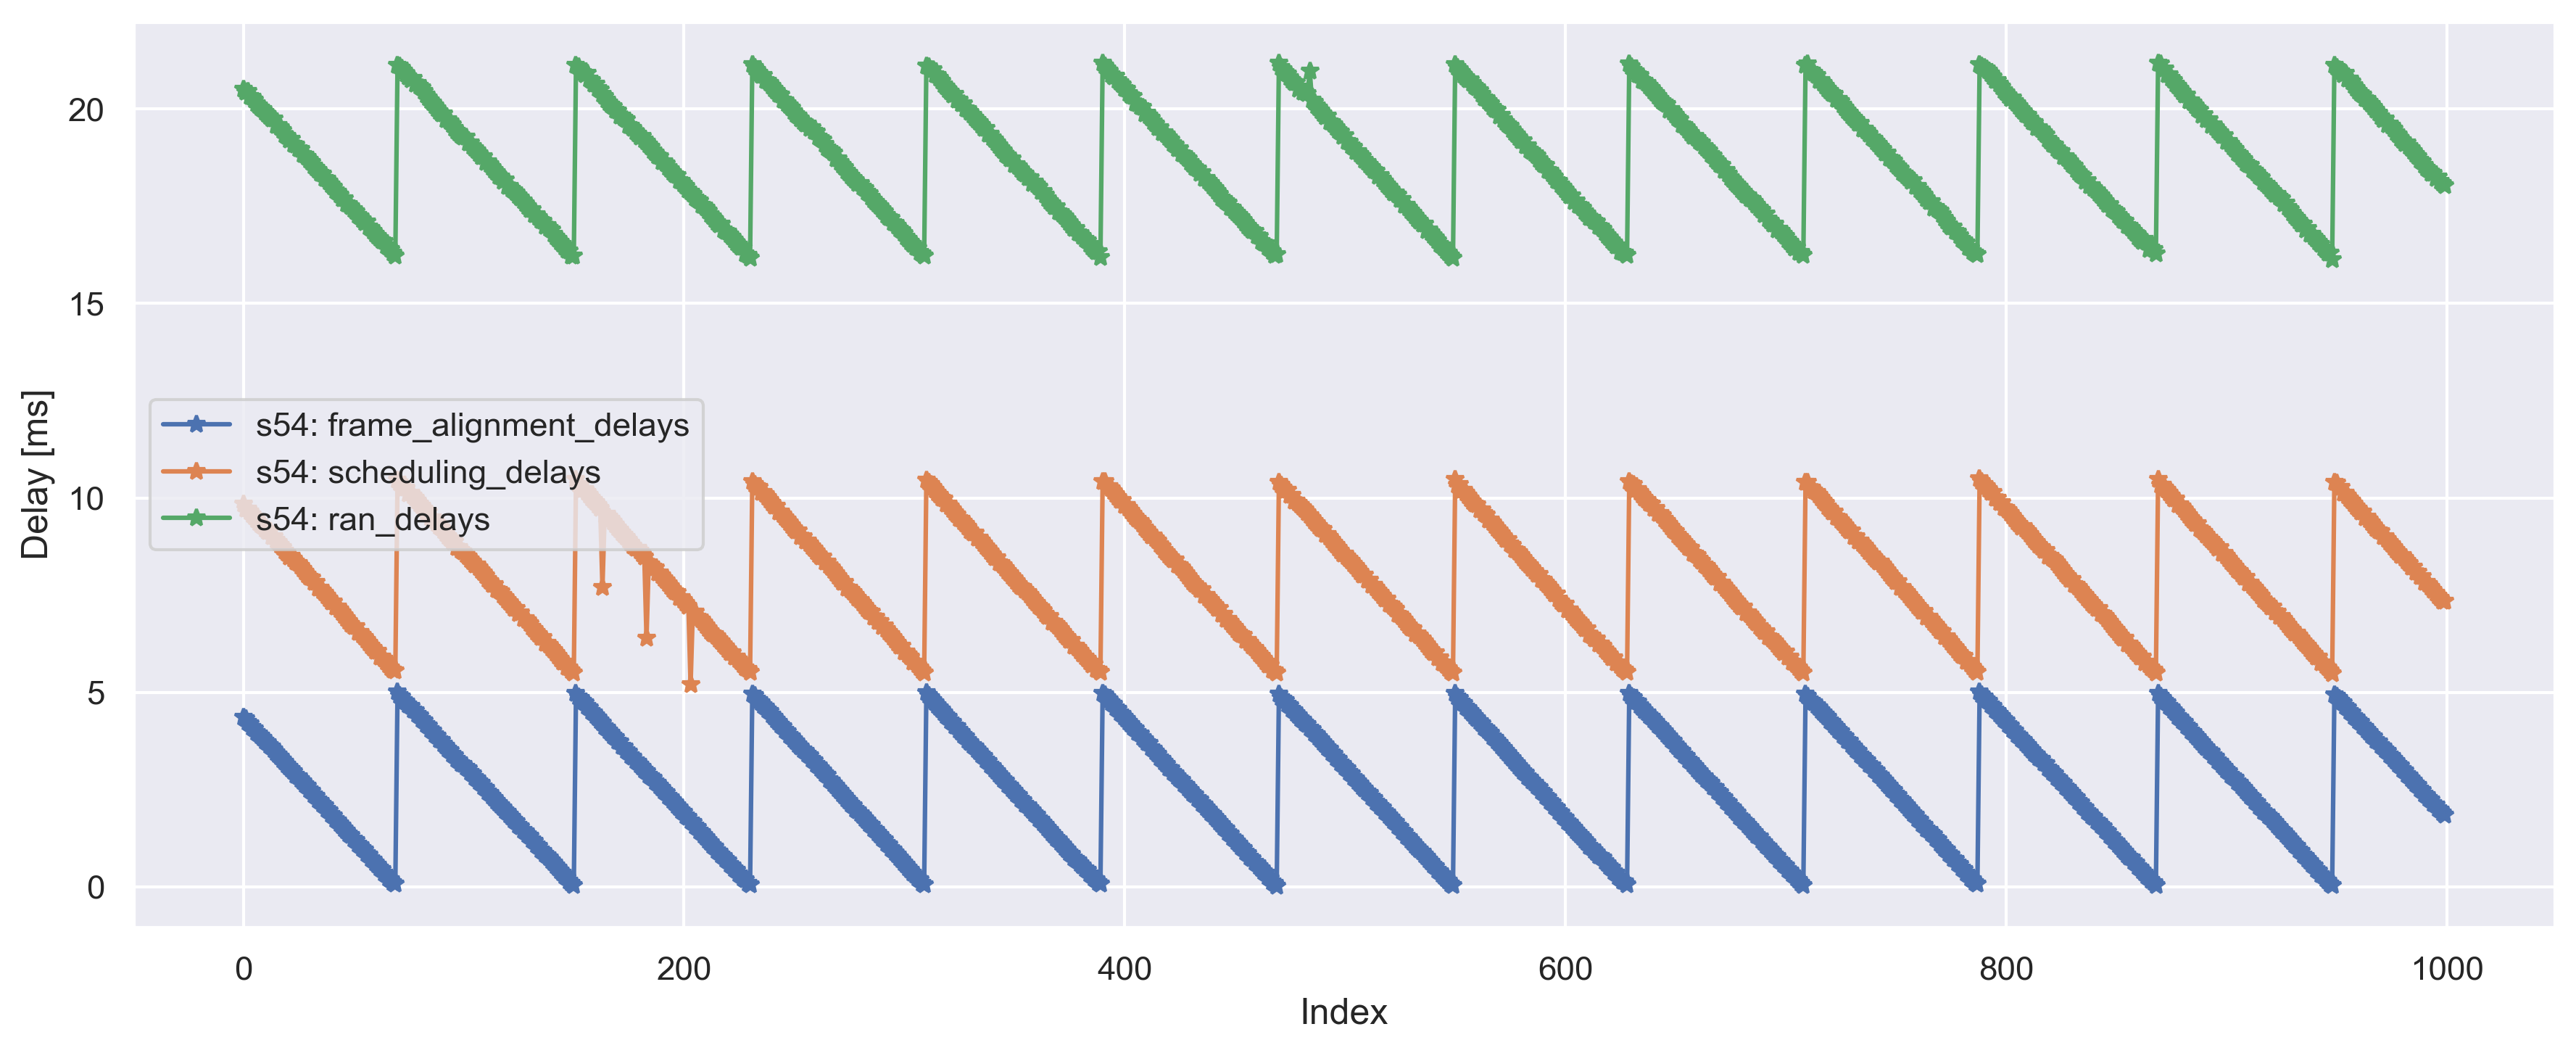 20
15
10
5
0
Delay [ms]
s54: frame_alignment_delays
s54: scheduling_delays
s54: ran_delays
0 200 400 600 800 1000
Index